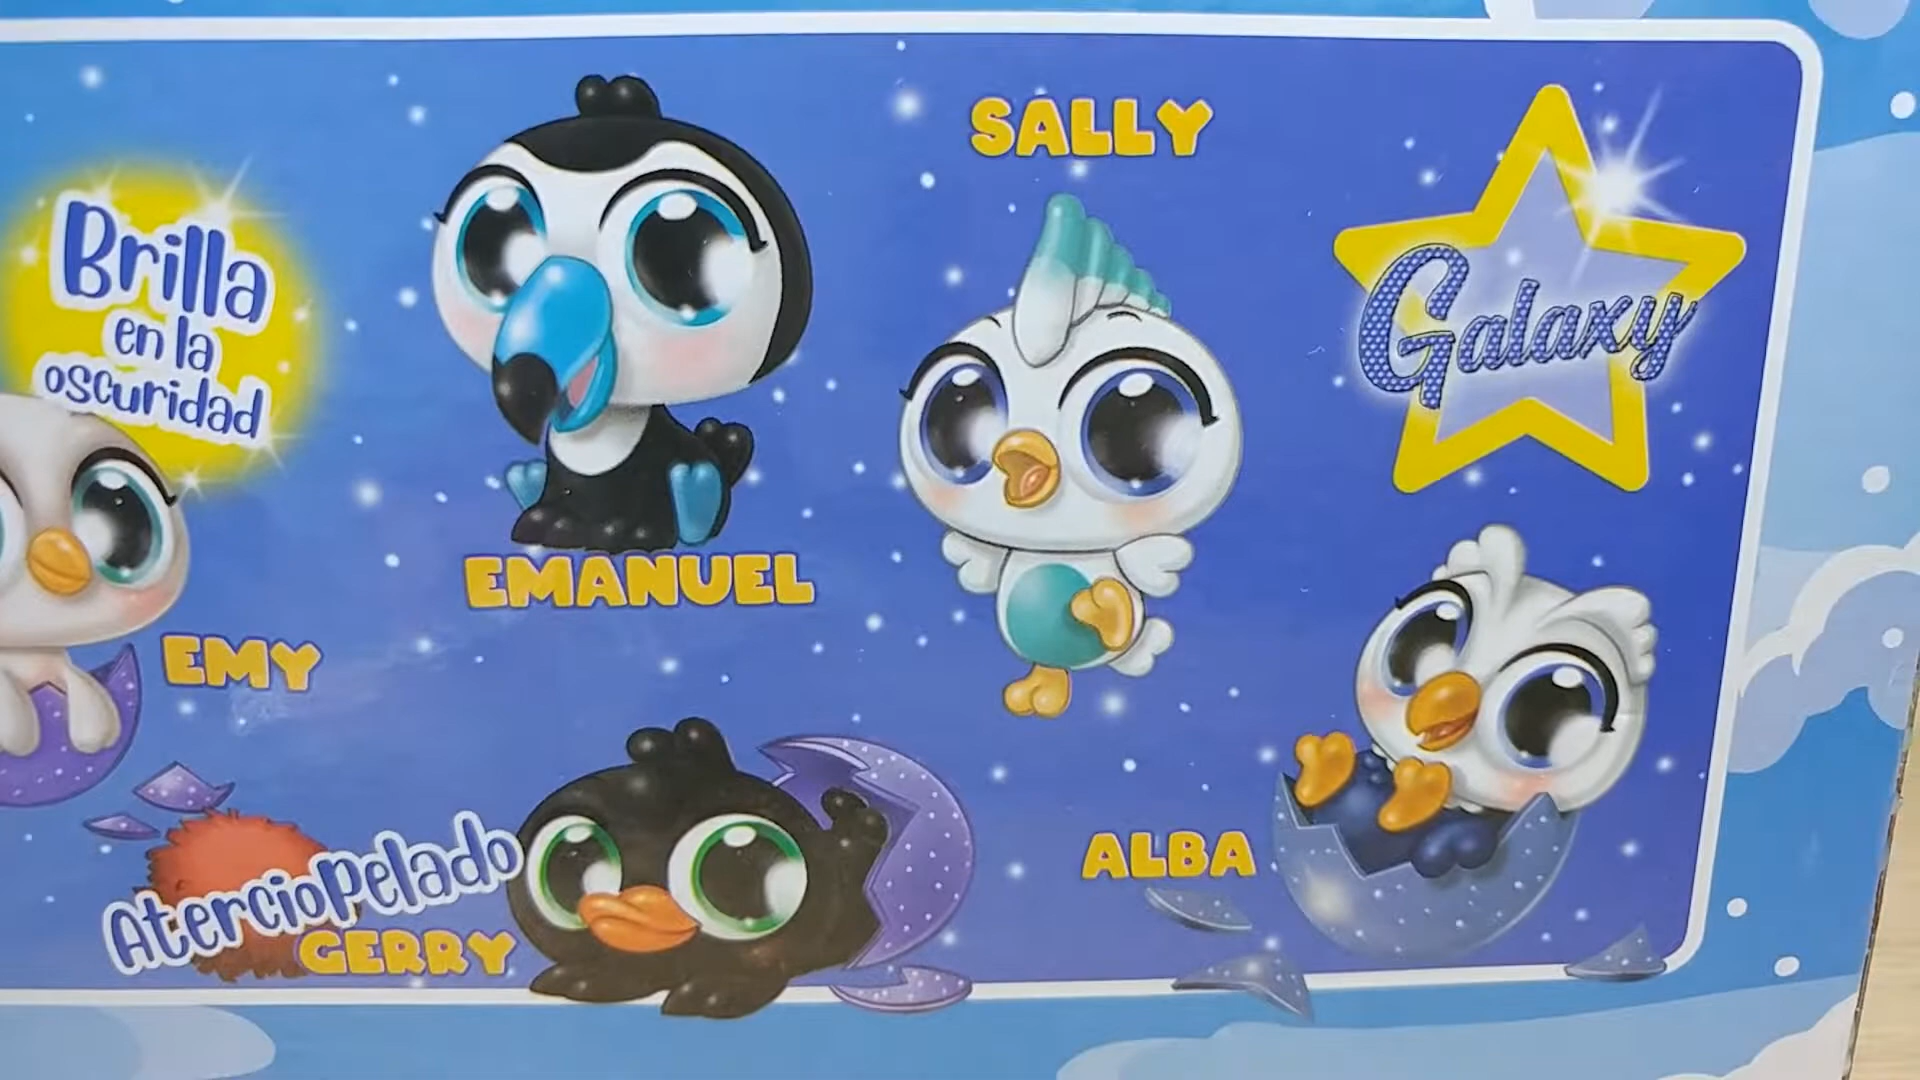 Brilla
en la
oscuridad
EMY
EMANUEL
SALLY
Galaxy
Aterciopelado
GERRY
ALBA